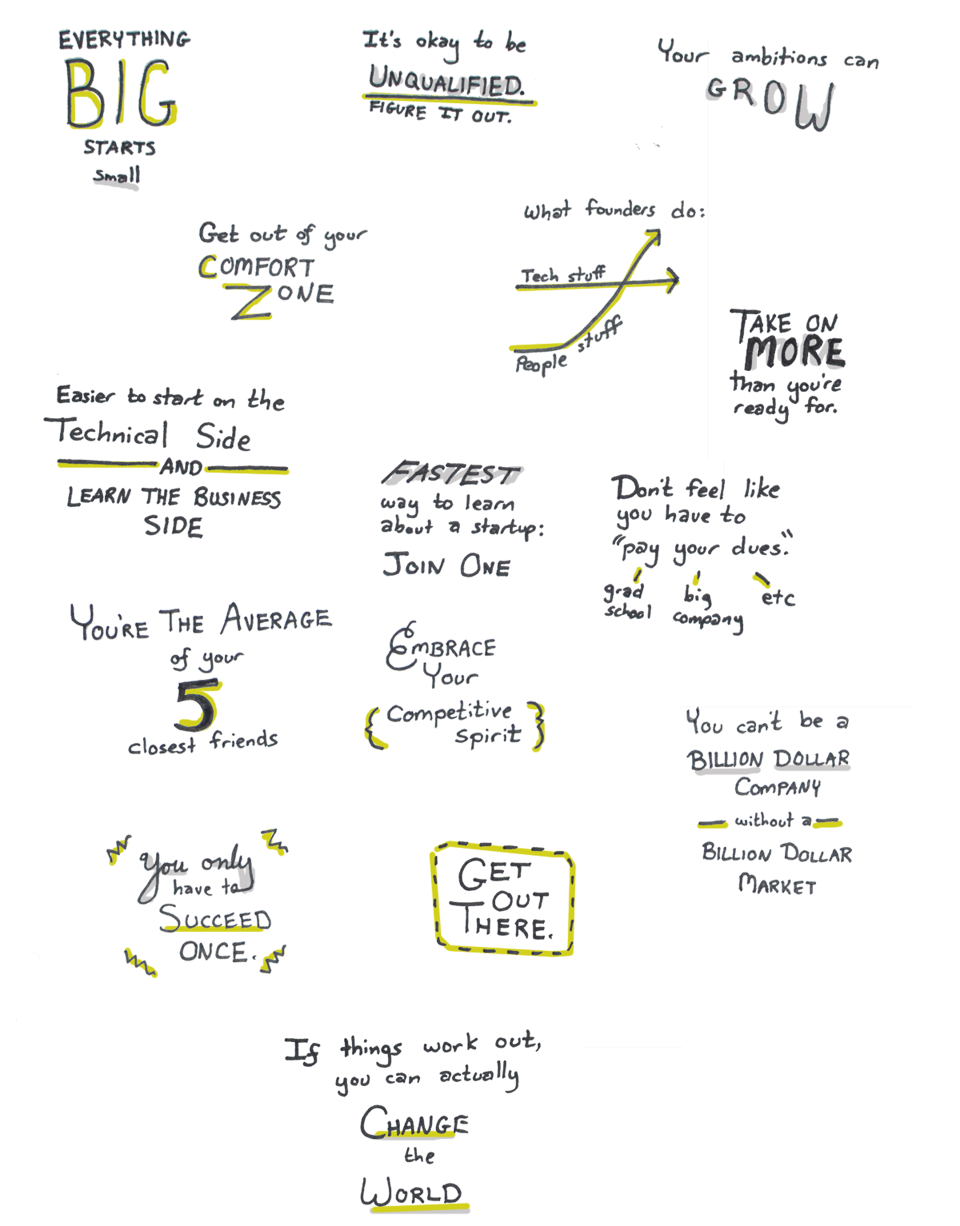 EVERYTHING
BIG
STARTS
small
It's okay to be
UNQUALIFIED.
FIGURE IT OUT.
Your ambitions can
GROW
Get out of your
COMFORT
ZONE
What founders do:
Tech stuff
People stuff
TAKE ON
MORE
than you're
ready for.
Easier to start on the
Technical Side
AND
LEARN THE BUSINESS
SIDE
FASTEST
way to learn
about a startup:
JOIN ONE
Don't feel like
you have to
"pay your dues."
grad
school
big
company
etc
YOU'RE THE AVERAGE
of your
5
closest friends
EMBRACE
Your
{ Competitive
Spirit }
You can't be a
BILLION DOLLAR
COMPANY
without a
BILLION DOLLAR
MARKET
You only
have to
SUCCEED
ONCE.
GET
OUT
THERE.
If things work out,
you can actually
CHANGE
the
WORLD